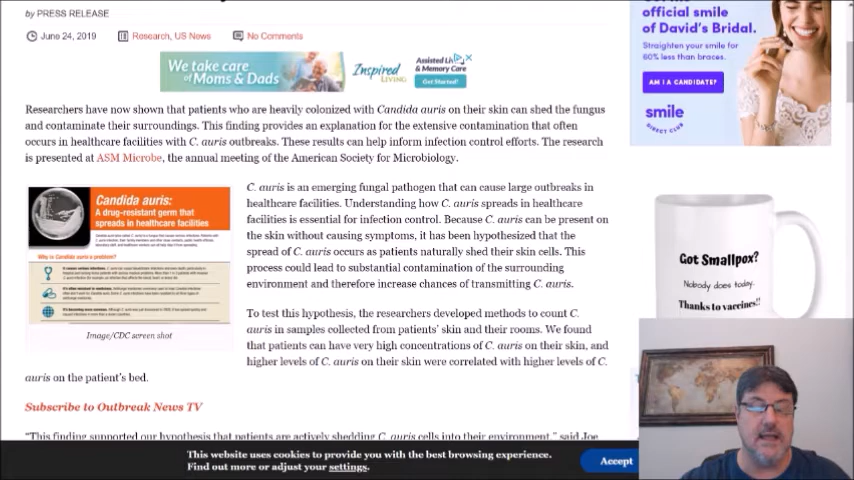 by PRESS RELEASE
June 24, 2019
Research, US News
No Comments
We take care
of Moms & Dads
Inspired
LIVING
Assisted Li
& Memory Care
Get Started!
official smile
of David's Bridal.
Straighten your smile for
60% less than braces.
AM I A CANDIDATE?
smile
DIRECT CLUB
Researchers have now shown that patients who are heavily colonized with Candida auris on their skin can shed the fungus
and contaminate their surroundings. This finding provides an explanation for the extensive contamination that often
occurs in healthcare facilities with C. auris outbreaks. These results can help inform infection control efforts. The research
is presented at ASM Microbe, the annual meeting of the American Society for Microbiology.
Candida auris:
A drug-resistant germ that
spreads in healthcare facilities
Why is Candida auris a problem?
Image/CDC screen shot
C. auris is an emerging fungal pathogen that can cause large outbreaks in
healthcare facilities. Understanding how C. auris spreads in healthcare
facilities is essential for infection control. Because C. auris can be present on
the skin without causing symptoms, it has been hypothesized that the
spread of C. auris occurs as patients naturally shed their skin cells. This
process could lead to substantial contamination of the surrounding
environment and therefore increase chances of transmitting C. auris.
To test this hypothesis, the researchers developed methods to count C.
auris in samples collected from patients' skin and their rooms. We found
that patients can have very high concentrations of C. auris on their skin, and
higher levels of C. auris on their skin were correlated with higher levels of C.
auris on the patient's bed.
Got Smallpox?
Nobody does today.
Thanks to vaccines!!
Subscribe to Outbreak News TV
"This finding supported our hypothesis that patients are actively shedding C. auris cells into their environment," said Joe
This website uses cookies to provide you with the best browsing experience.
Find out more or adjust your settings.
Accept